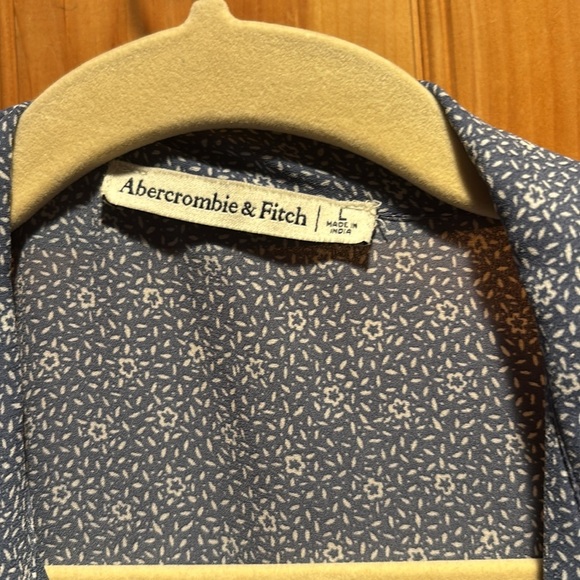 Abercrombie & Fitch | L
MADE IN
INDIA